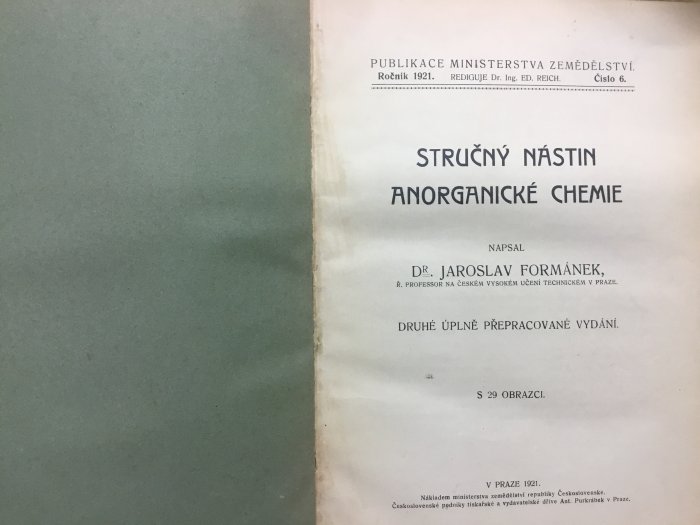 PUBLIKACE MINISTERSTVA ZEMĚDĚLSTVÍ.
Ročník 1921. REDIGUJE Dr. Ing. ED. REICH. Číslo 6.
STRUČNÝ NÁSTIN
ANORGANICKÉ CHEMIE
NAPSAL
DR. JAROSLAV FORMÁNEK,
Ř. PROFESSOR NA ČESKÉM VYSOKÉM UČENÍ TECHNICKÉM V PRAZE.
DRUHÉ ÚPLNĚ PŘEPRACOVANÉ VYDÁNÍ.
S 29 OBRAZCI.
V PRAZE 1921.
Nákladem ministerstva zemědělství republiky Československé.
Československé podniky tiskařské a vydavatelské dříve Ant. Purkrábek v Praze.